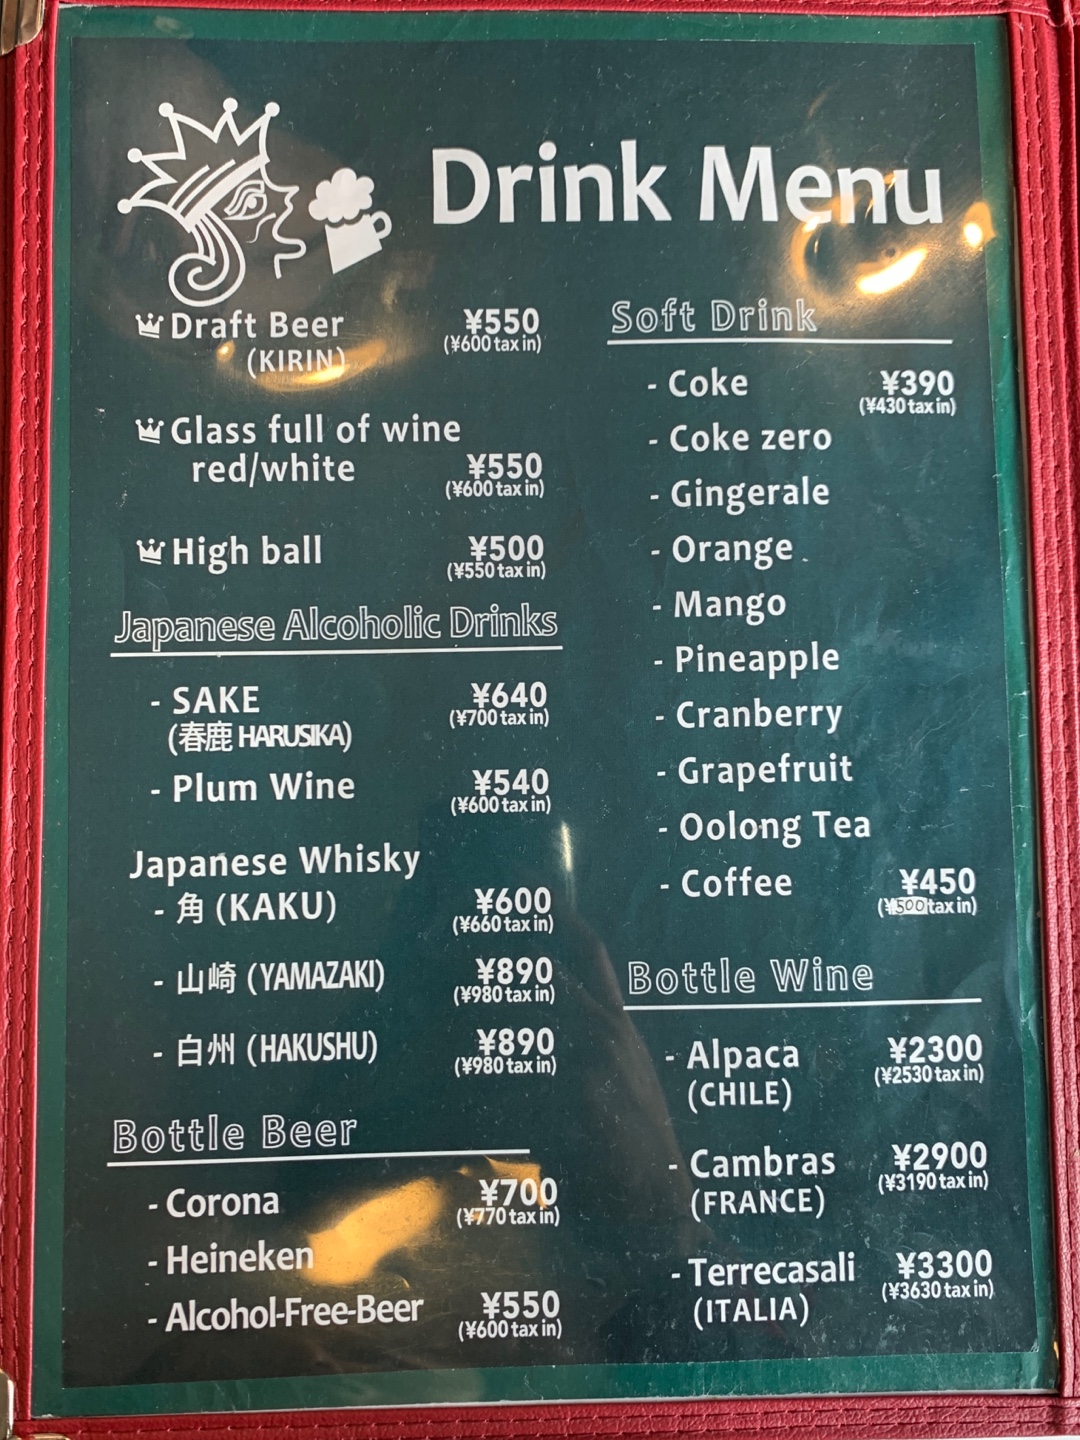 Drink Menu
Draft Beer ¥550
(KIRIN) (¥600 tax in)
Glass full of wine
red/white ¥550
(¥600 tax in)
High ball ¥500
(¥550 tax in)
Japanese Alcoholic Drinks
- SAKE ¥640
(¥700 tax in)
(春鹿 HARUSIKA)
- Plum Wine ¥540
(¥600 tax in)
Japanese Whisky
- 角 (KAKU) ¥600
(¥660 tax in)
- 山崎 (YAMAZAKI) ¥890
(¥980 tax in)
- 白州 (HAKUSHU) ¥890
(¥980 tax in)
Bottle Beer
- Corona ¥700
(¥770 tax in)
- Heineken
- Alcohol-Free-Beer ¥550
(¥600 tax in)
Soft Drink
- Coke ¥390
(¥430 tax in)
- Coke zero
- Gingerale
- Orange
- Mango
- Pineapple
- Cranberry
- Grapefruit
- Oolong Tea
- Coffee ¥450
(¥500 tax in)
Bottle Wine
- Alpaca ¥2300
(¥2530 tax in)
(CHILE)
- Cambras ¥2900
(¥3190 tax in)
(FRANCE)
- Terrecasali ¥3300
(¥3630 tax in)
(ITALIA)